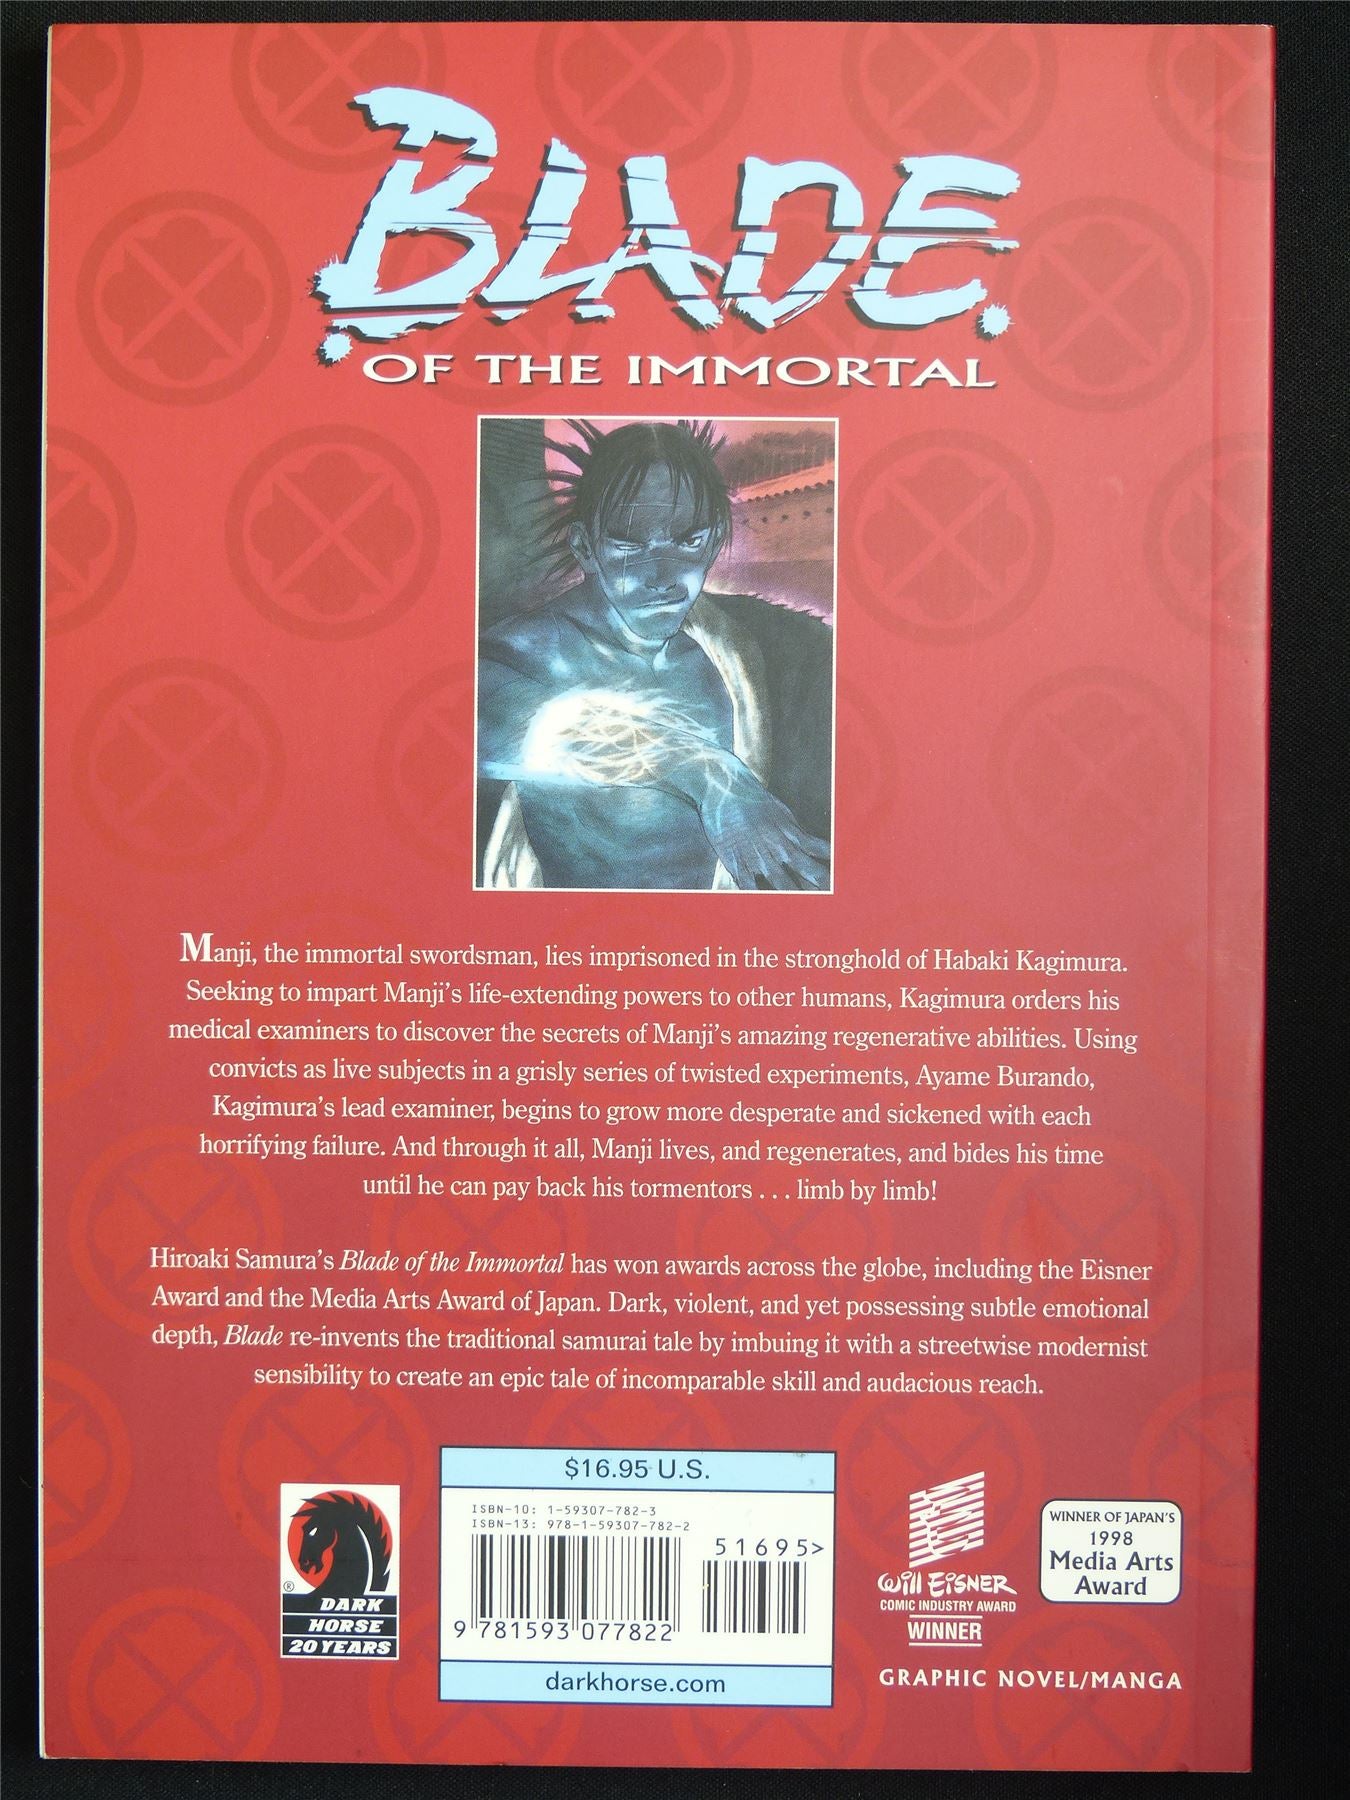 BLADE
OF THE IMMORTAL
Manji, the immortal swordsman, lies imprisoned in the stronghold of Habaki Kagimura.
Seeking to impart Manji’s life-extending powers to other humans, Kagimura orders his
medical examiners to discover the secrets of Manji’s amazing regenerative abilities. Using
convicts as live subjects in a grisly series of twisted experiments, Ayame Burando,
Kagimura’s lead examiner, begins to grow more desperate and sickened with each
horrifying failure. And through it all, Manji lives, and regenerates, and bides his time
until he can pay back his tormentors . . . limb by limb!
Hiroaki Samura’s Blade of the Immortal has won awards across the globe, including the Eisner
Award and the Media Arts Award of Japan. Dark, violent, and yet possessing subtle emotional
depth, Blade re-invents the traditional samurai tale by imbuing it with a streetwise modernist
sensibility to create an epic tale of incomparable skill and audacious reach.
®
DARK
HORSE
20 YEARS
$16.95 U.S.
ISBN-10: 1-59307-782-3
ISBN-13: 978-1-59307-782-2
51695>
9 781593 077822
darkhorse.com
Will EisNER
COMIC INDUSTRY AWARD
WINNER
WINNER OF JAPAN’S
1998
Media Arts
Award
GRAPHIC NOVEL/MANGA